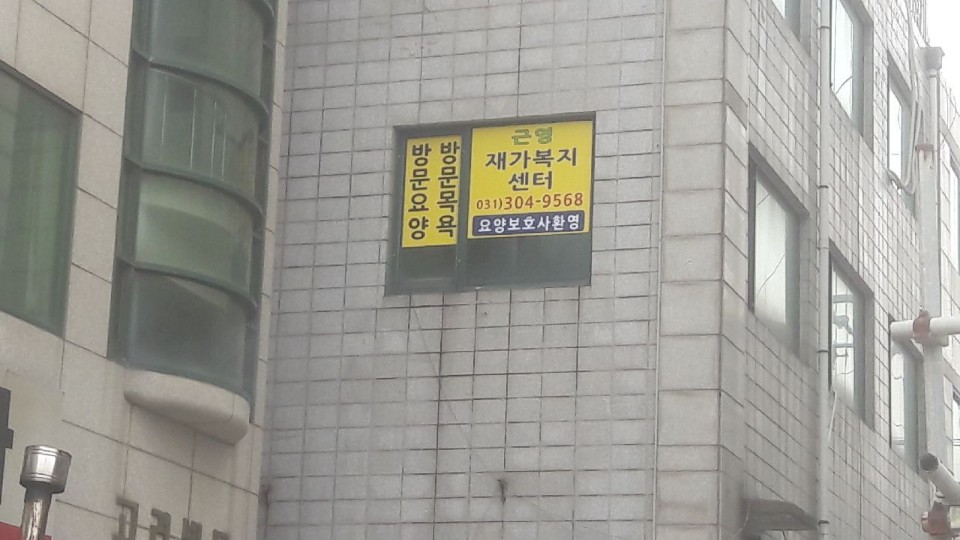 방문요양
방문목욕
근영
재가복지
센터
031)304-9568
요양보호사환영